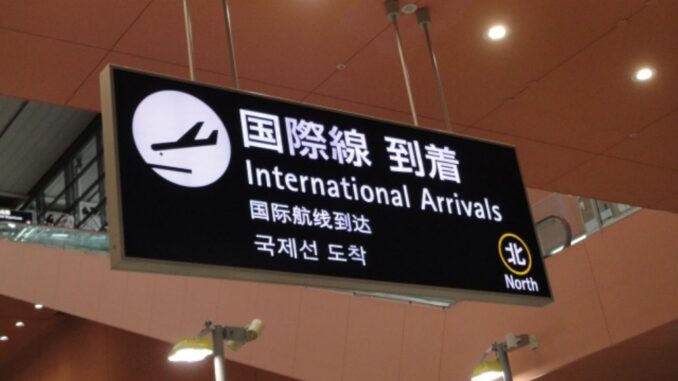 国際線 到着
International Arrivals
国际航线到达
국제선 도착
北
North